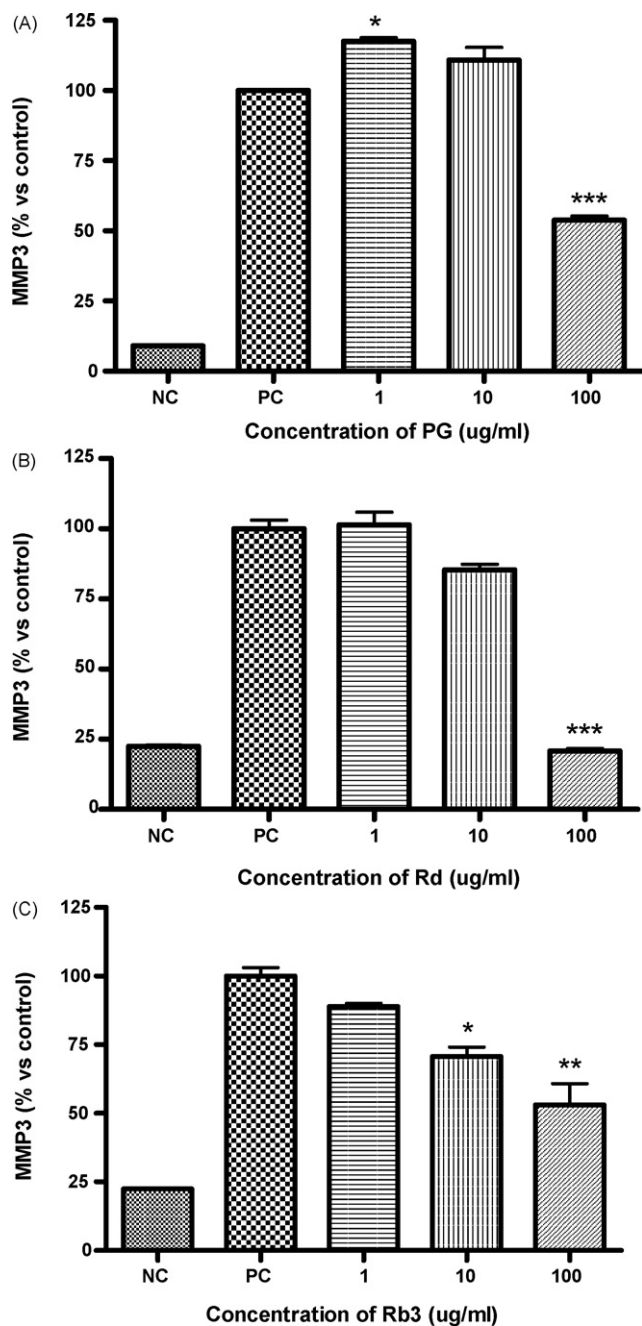 (A)
MMP3 (% vs control)
125
100
75
50
25
0
*
***
NC PC 1 10 100
Concentration of PG (ug/ml)
(B)
MMP3 (% vs control)
125
100
75
50
25
0
***
NC PC 1 10 100
Concentration of Rd (ug/ml)
(C)
MMP3 (% vs control)
125
100
75
50
25
0
*
**
NC PC 1 10 100
Concentration of Rb3 (ug/ml)